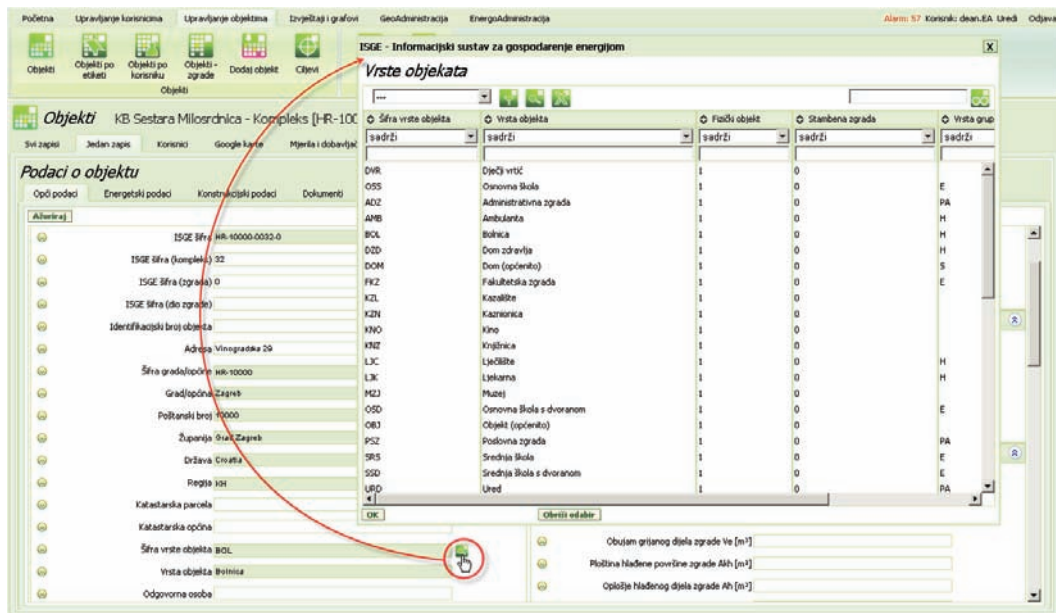 Početna Upravljanje korisnicima Upravljanje objektima Izvještaji i grafovi GeoAdministracija EnergoAdministracija Alarm: 57 Korisnik: dean.EA Uredi Odjava
Objekti Objekti po etiketi Objekti po korisniku Objekti - zgrade Dodaj objekt Ciljevi
Objekti
Objekti KB Sestara Milosrdnica - Kompleks [HR-100
Svi zapisi Jedan zapis Korisnici Google karte Mjerila i dobavljač
Podaci o objektu
Opći podaci Energetski podaci Konstrukcijski podaci Dokumenti
Ažuriraj
ISGE šifra HR-10000-0032-0
ISGE šifra (kompleks) 32
ISGE šifra (zgrada) 0
ISGE šifra (dio zgrade)
Identifikacijski broj objekta
Adresa Vinogradska 29
Šifra grada/općine HR-10000
Grad/općina Zagreb
Poštanski broj 10000
Županija Grad Zagreb
Država Croatia
Regija KH
Katastarska parcela
Katastarska općina
Šifra vrste objekta BOL
Vrsta objekta Bolnica
Odgovorna osoba
ISGE - Informacijski sustav za gospodarenje energijom X
Vrste objekata
---
Šifra vrste objekta Vrsta objekta Fizički objekt Stambena zgrada Vrsta grup
sadrži sadrži sadrži sadrži sadrži
DVR Dječji vrtić 1 0
OSS Osnovna škola 1 0 E
ADZ Administrativna zgrada 1 0 PA
AMB Ambulanta 1 0 H
BOL Bolnica 1 0 H
DZD Dom zdravlja 1 0 H
DOM Dom (općenito) 1 0 S
FKZ Fakultetska zgrada 1 0 E
KZL Kazalište 1 0
KZN Kaznionica 1 0
KNO Kino 1 0
KNZ Knjižnica 1 0
LJC Lječilište 1 0 H
LJK Ljekarna 1 0 H
MZJ Muzej 1 0
OSD Osnovna škola s dvoranom 1 0 E
OBJ Objekt (općenito) 1 0
PSZ Poslovna zgrada 1 0 PA
SRS Srednja škola 1 0 E
SSD Srednja škola s dvoranom 1 0 E
URD Ured 1 0 PA
OK Obriši odabir
Obujam grijanog dijela zgrade Ve [m³]
Ploština hlađene površine zgrade Akh [m²]
Oplošje hlađenog dijela zgrade Ah [m²]